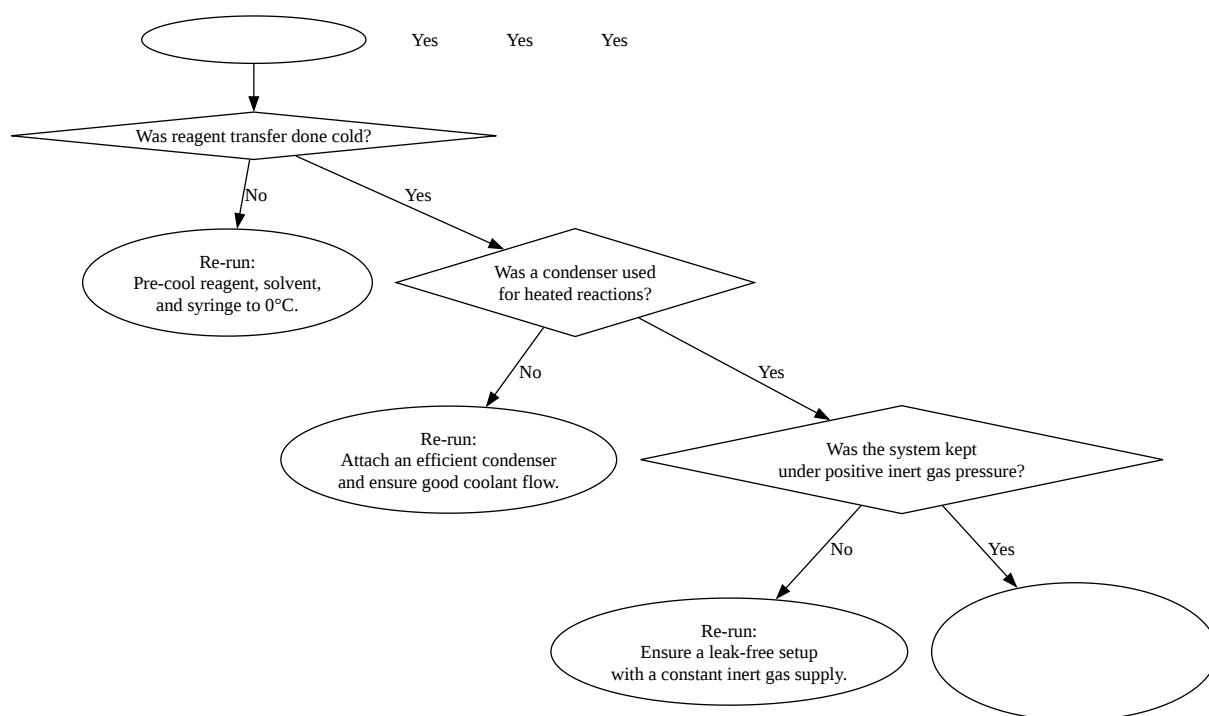 Yes Yes Yes
Was reagent transfer done cold?
No
Yes
Re-run:
Pre-cool reagent, solvent,
and syringe to 0°C.
Was a condenser used
for heated reactions?
No
Yes
Re-run:
Attach an efficient condenser
and ensure good coolant flow.
Was the system kept
under positive inert gas pressure?
No
Yes
Re-run:
Ensure a leak-free setup
with a constant inert gas supply.